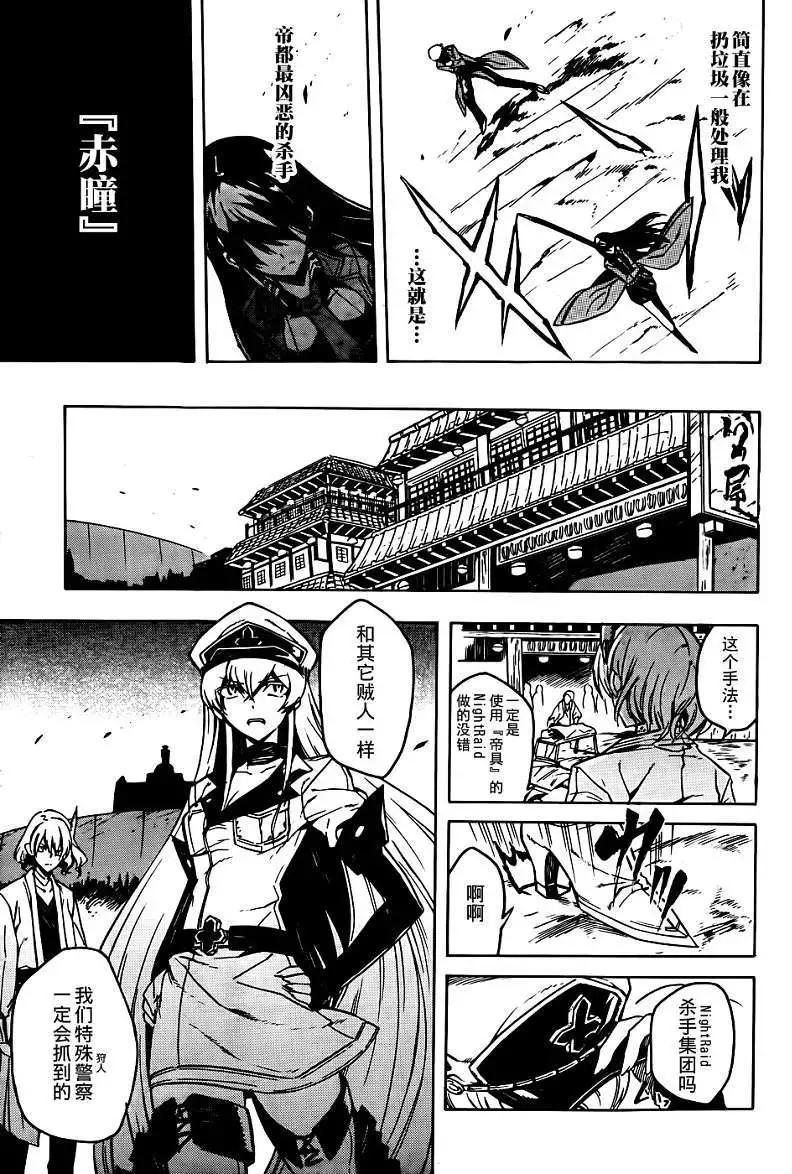 简直像在
扔垃圾一般处理我
…这就是…
帝都最凶恶的杀手
『赤瞳』
屋
这个手法…
一定是
使用『帝具』的
NightRaid
做的没错
啊啊
NightRaid
杀手集团吗
和其它贼人一样
我们特殊警察
狩人
一定会抓到的